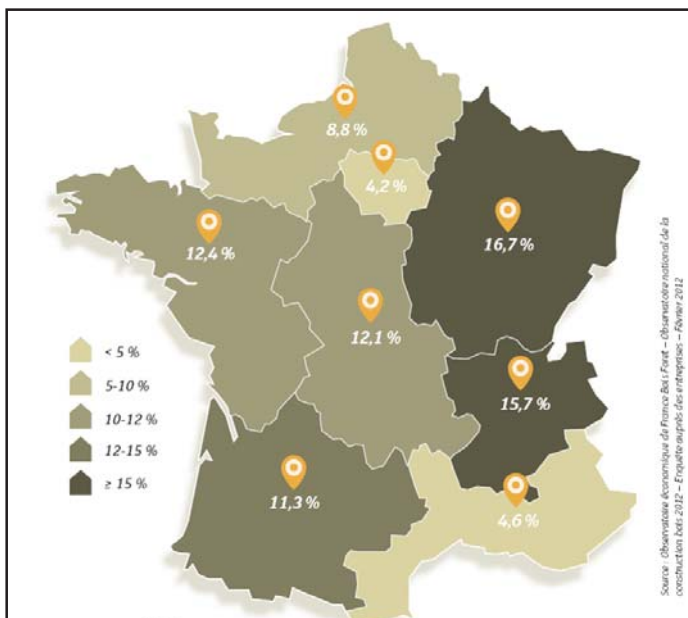 8,8 %
4,2 %
12,4 %
16,7 %
12,1 %
15,7 %
11,3 %
4,6 %
< 5 %
5-10 %
10-12 %
12-15 %
≥ 15 %
Source : Observatoire économique de France Bois Forêt – Observatoire national de la
construction bois 2012 – Enquête auprès des entreprises – Février 2012